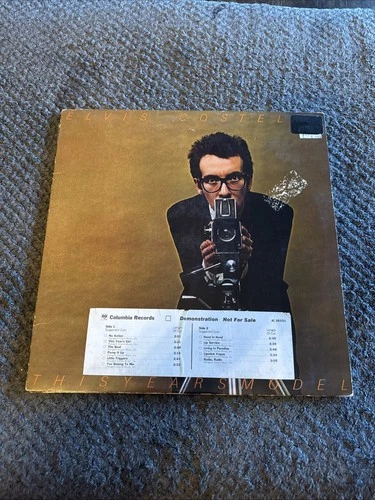 ELVIS COSTEL
Columbia Records Demonstration Not For Sale
Side 1
No Action
This Year's Girl
The Beat
Pump It Up
Little Triggers
You Belong To Me
Side 2
Hand In Hand
Lip Service
Living In Paradise
Lipstick Vogue
Radio, Radio
THIS YEARS MODEL